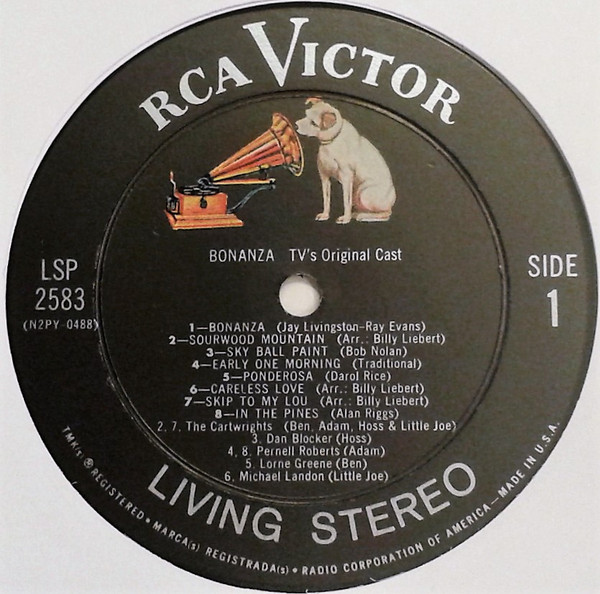 RCA VICTOR
BONANZA TV's Original Cast
LSP
2583
(N2PY-0488)
SIDE
1
1—BONANZA (Jay Livingston-Ray Evans)
2—SOURWOOD MOUNTAIN (Arr.: Billy Liebert)
3—SKY BALL PAINT (Bob Nolan)
4—EARLY ONE MORNING (Traditional)
5—PONDEROSA (Darol Rice)
6—CARELESS LOVE (Arr.: Billy Liebert)
7—SKIP TO MY LOU (Arr.: Billy Liebert)
8—IN THE PINES (Alan Riggs)
2, 7. The Cartwrights (Ben, Adam, Hoss & Little Joe)
3. Dan Blocker (Hoss)
4, 8. Pernell Roberts (Adam)
5. Lorne Greene (Ben)
6. Michael Landon (Little Joe)
LIVING STEREO
TMK(s) ® REGISTERED • MARCA(s) REGISTRADA(s) • RADIO CORPORATION OF AMERICA—MADE IN U.S.A.